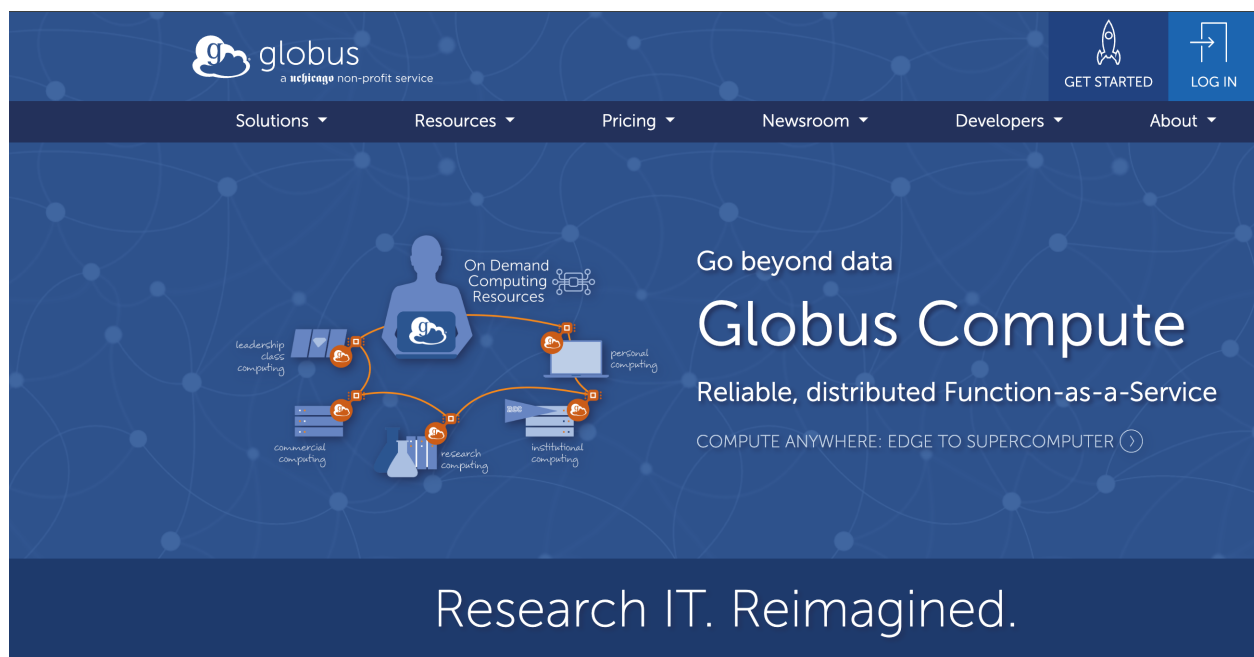 globus
a uchicago non-profit service
GET STARTED
LOG IN
Solutions
Resources
Pricing
Newsroom
Developers
About
On Demand
Computing
Resources
leadership
class
computing
personal
computing
commercial
computing
research
computing
institutional
computing
Go beyond data
Globus Compute
Reliable, distributed Function-as-a-Service
COMPUTE ANYWHERE: EDGE TO SUPERCOMPUTER
Research IT. Reimagined.